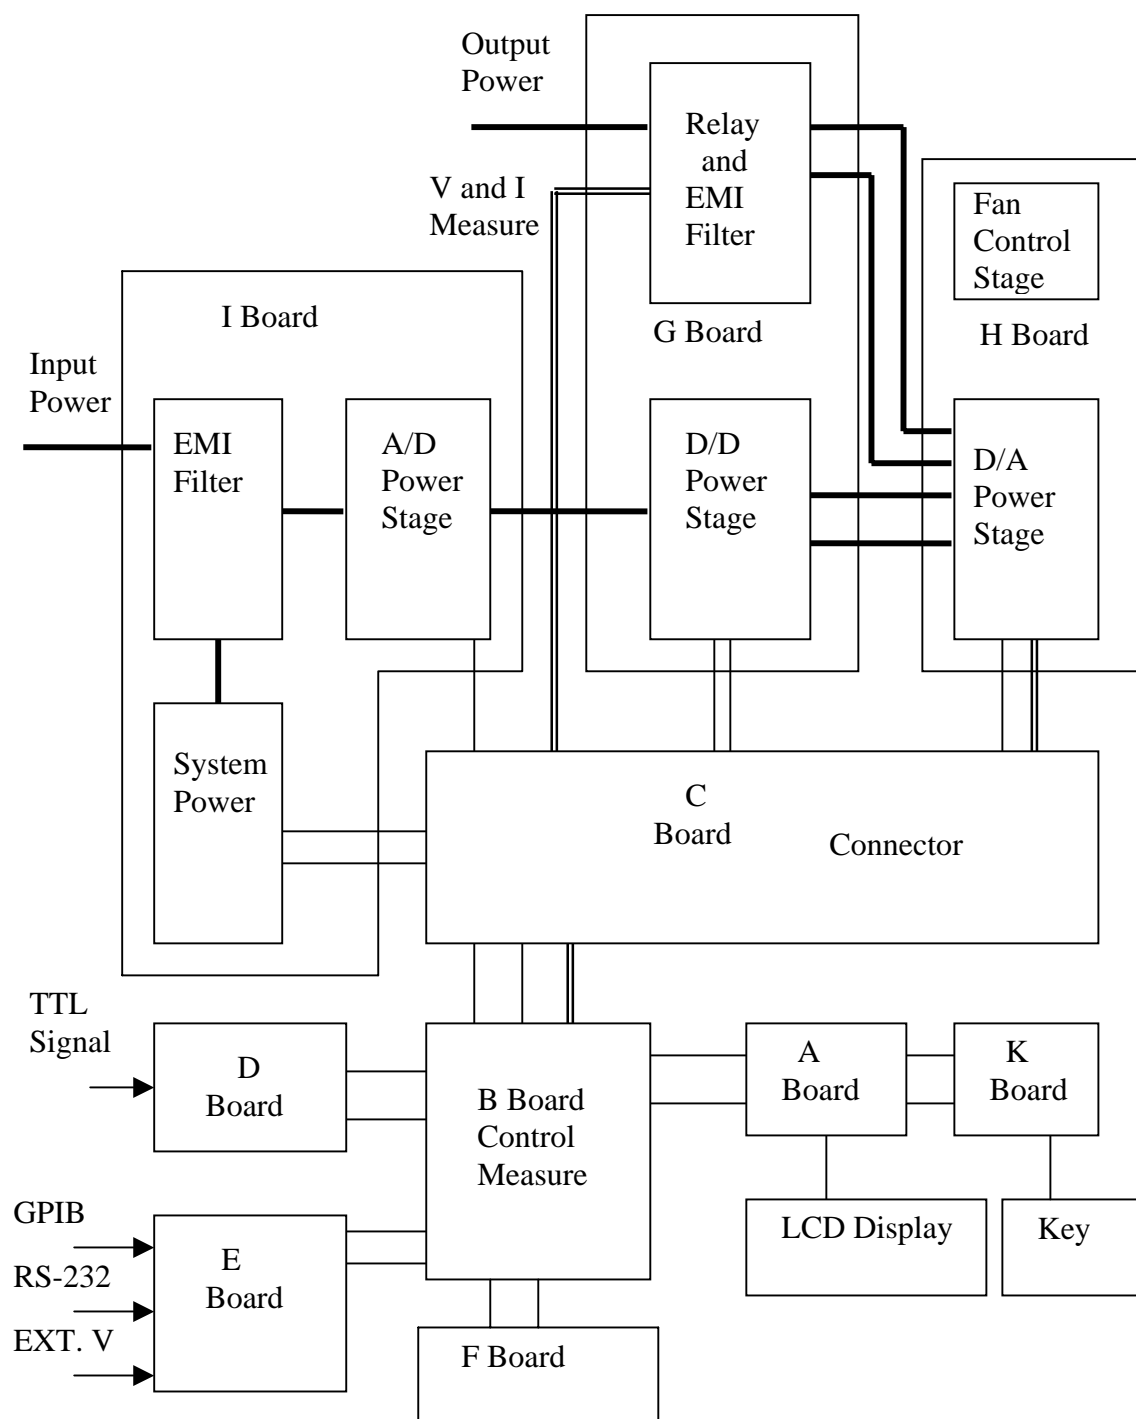 Output
Power
Relay
and
EMI
Filter
V and I
Measure
Fan
Control
Stage
I Board
G Board
H Board
Input
Power
EMI
Filter
A/D
Power
Stage
D/D
Power
Stage
D/A
Power
Stage
System
Power
C
Board
Connector
TTL
Signal
D
Board
B Board
Control
Measure
A
Board
K
Board
GPIB
RS-232
EXT. V
E
Board
LCD Display
Key
F Board